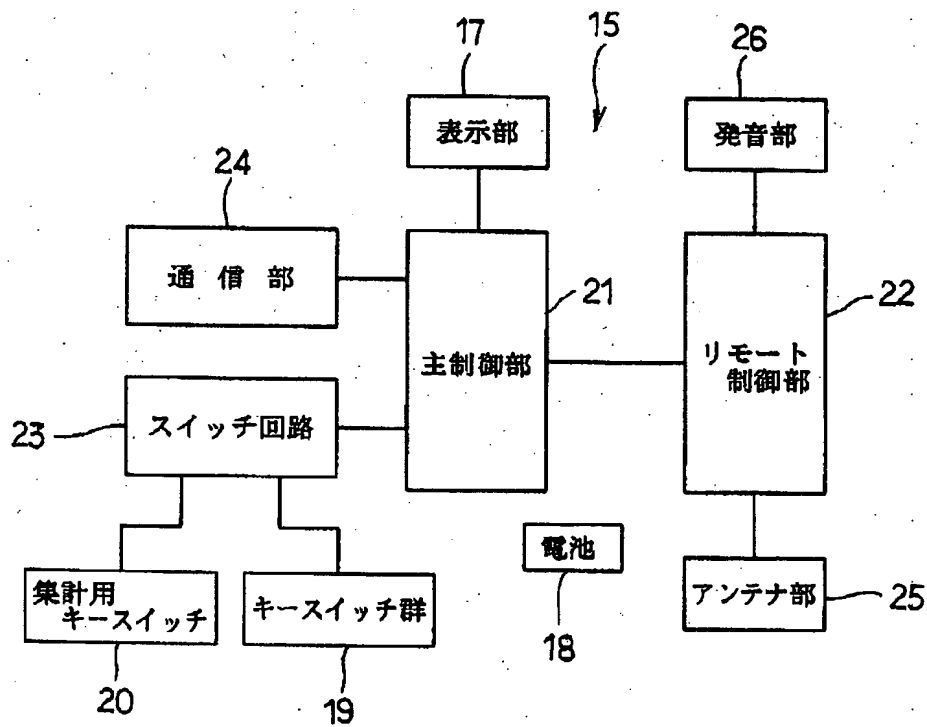 17
15
26
表示部
発音部
24
通信部
21
22
主制御部
リモート
制御部
23
スイッチ回路
電池
18
集計用
キースイッチ
キースイッチ群
アンテナ部
25
20
19